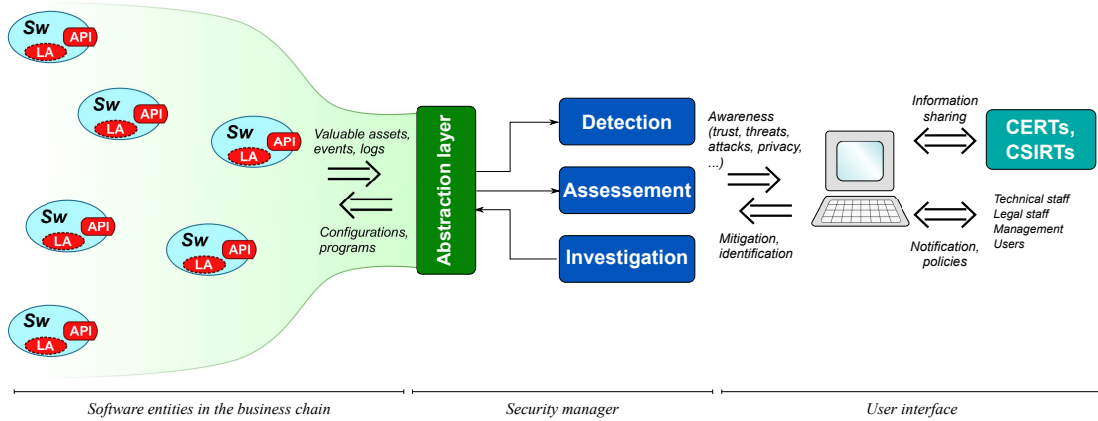 Sw
API
LA
Sw
API
LA
Sw
API
LA
Sw
API
LA
Sw
API
LA
Sw
API
LA
Valuable assets,
events, logs
Configurations,
programs
Abstraction layer
Detection
Assessement
Investigation
Awareness
(trust, threats,
attacks, privacy,
...)
Mitigation,
identification
Information
sharing
CERTs,
CSIRTs
Technical staff
Legal staff
Management
Users
Notification,
policies
Software entities in the business chain
Security manager
User interface